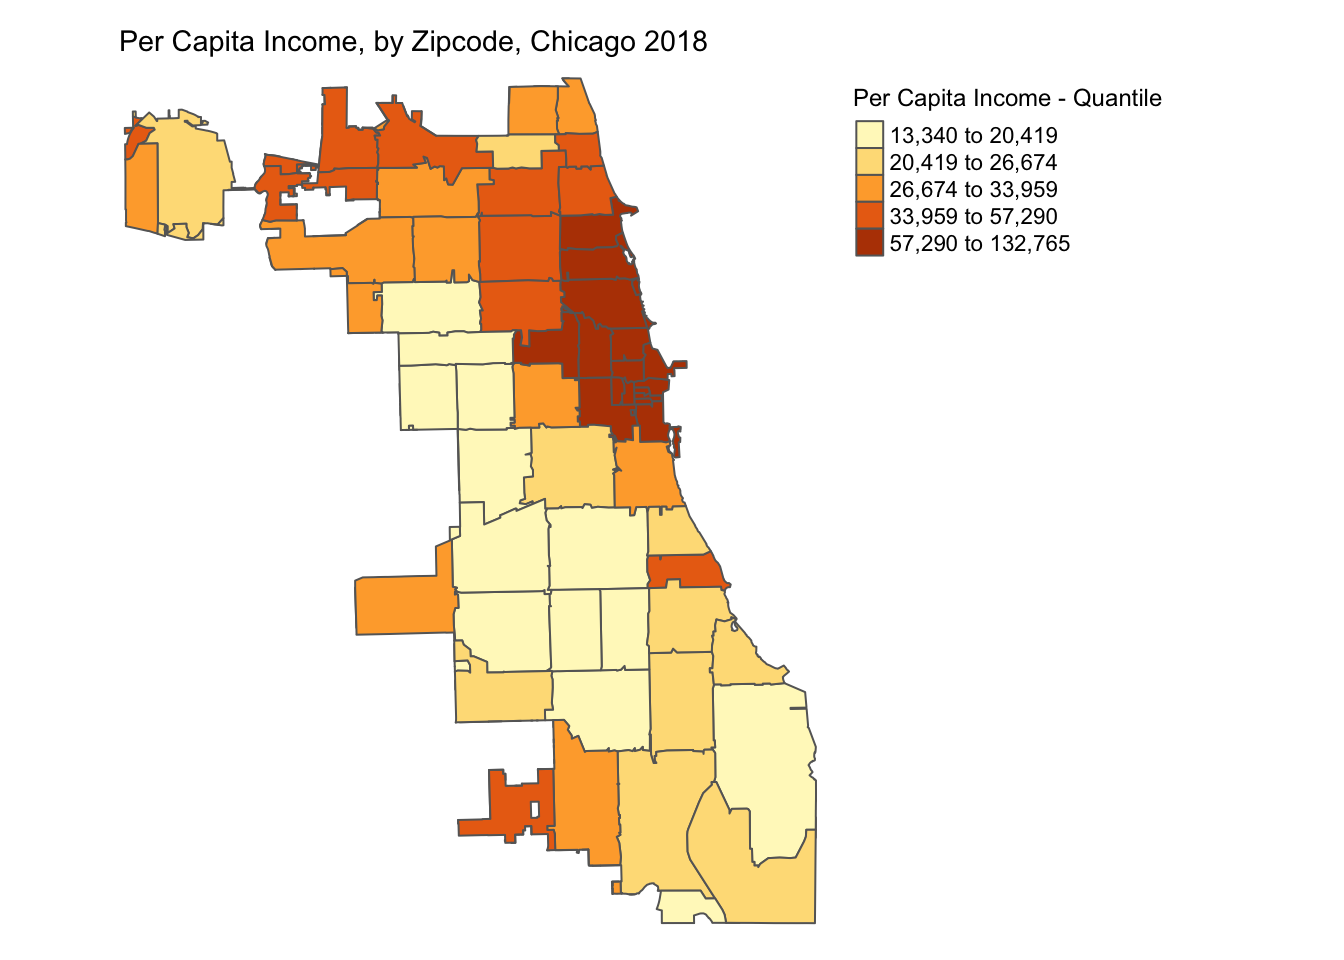 Per Capita Income, by Zipcode, Chicago 2018
Per Capita Income - Quantile
13,340 to 20,419
20,419 to 26,674
26,674 to 33,959
33,959 to 57,290
57,290 to 132,765